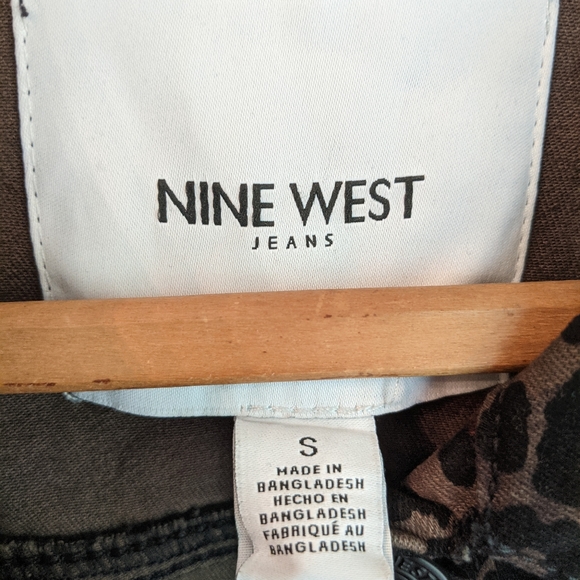 NINE WEST
JEANS
S
MADE IN
BANGLADESH
HECHO EN
BANGLADESH
FABRIQUÉ AU
BANGLADESH